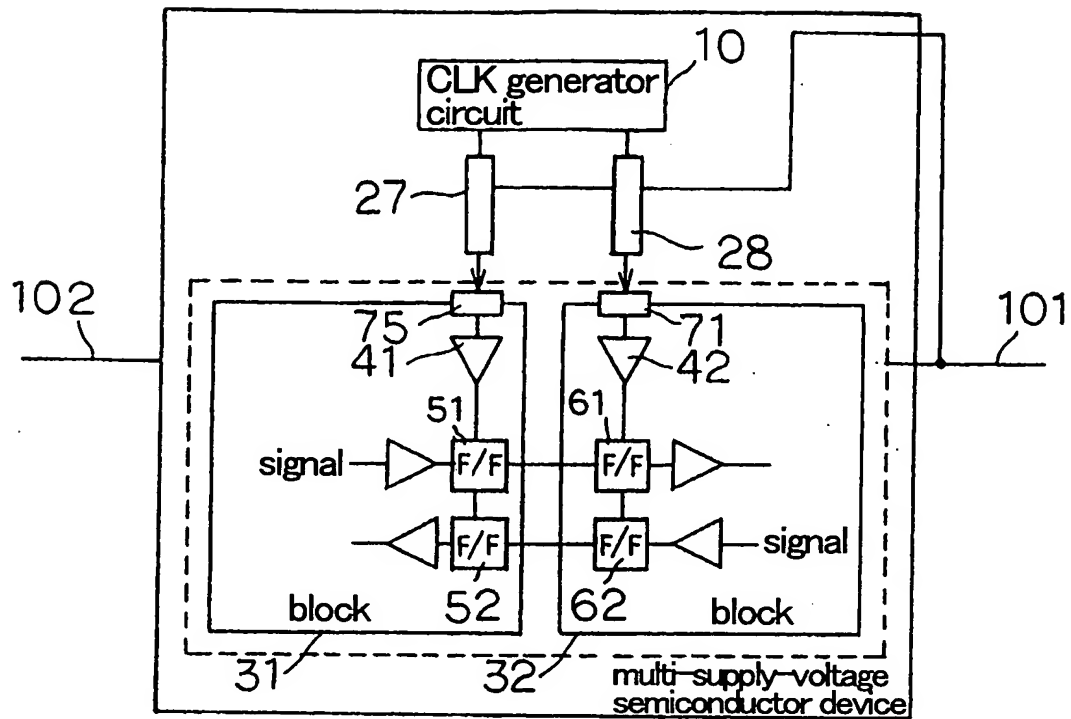 10
CLK generator
circuit
27
28
102
101
75
71
41
42
51
61
signal
F/F
F/F
F/F
F/F
signal
52
62
block
block
31
32
multi-supply-voltage
semiconductor device